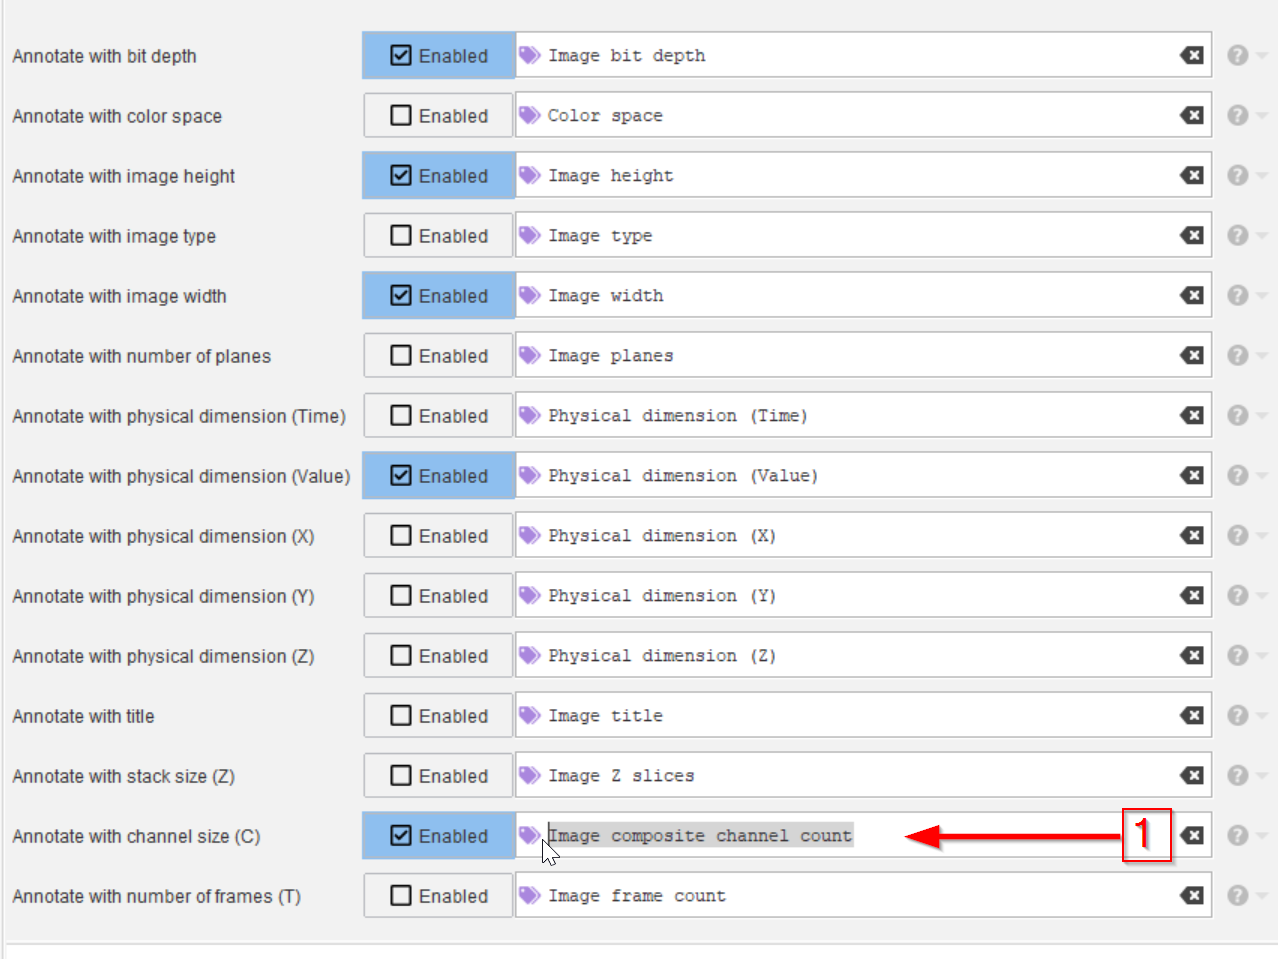 Annotate with bit depth Enabled Image bit depth ?
Annotate with color space Enabled Color space ?
Annotate with image height Enabled Image height ?
Annotate with image type Enabled Image type ?
Annotate with image width Enabled Image width ?
Annotate with number of planes Enabled Image planes ?
Annotate with physical dimension (Time) Enabled Physical dimension (Time) ?
Annotate with physical dimension (Value) Enabled Physical dimension (Value) ?
Annotate with physical dimension (X) Enabled Physical dimension (X) ?
Annotate with physical dimension (Y) Enabled Physical dimension (Y) ?
Annotate with physical dimension (Z) Enabled Physical dimension (Z) ?
Annotate with title Enabled Image title ?
Annotate with stack size (Z) Enabled Image Z slices ?
Annotate with channel size (C) Enabled Image composite channel count 1 ?
Annotate with number of frames (T) Enabled Image frame count ?